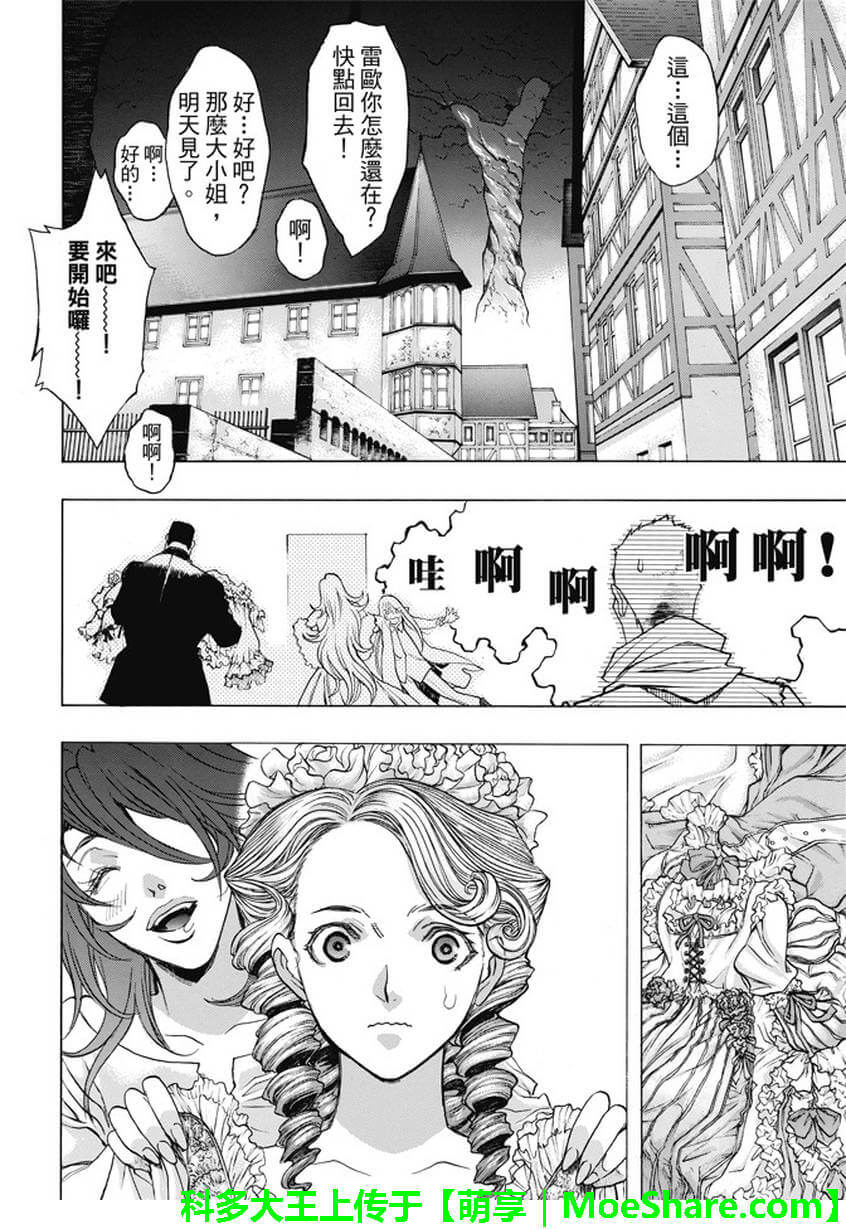 這…這個…
雷歐你怎麼還在？
快點回去！
啊！
好…好吧？
那麼大小姐，
明天見了。
啊…
好的…
來吧～～～！
要開始囉～～～！
啊啊！
啊啊！
啊
啊
哇
科多大王上传于【萌享｜MoeShare.com】